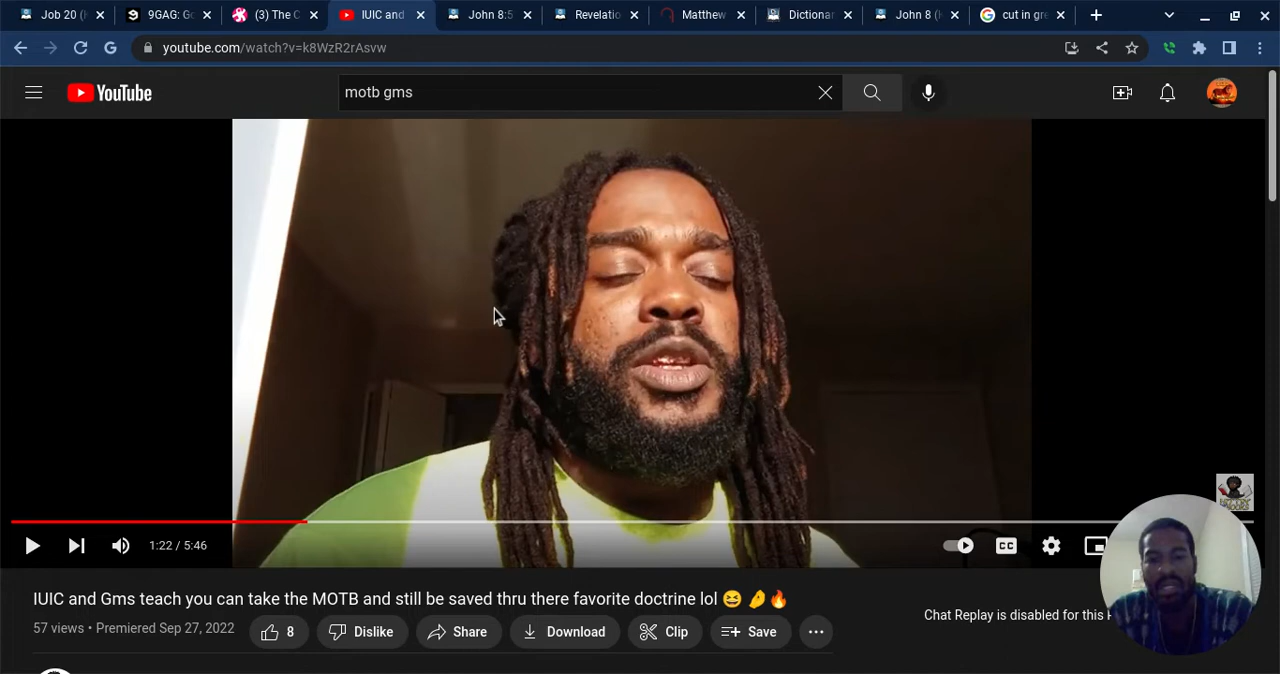 Job 20 (
9GAG: G
(3) The C
IUIC and
John 8:5
Revelatio
Matthew
Dictionar
John 8 (
cut in gre
youtube.com/watch?v=k8WzR2rAsvw
YouTube
motb gms
1:22 / 5:46
CC
IUIC and Gms teach you can take the MOTB and still be saved thru there favorite doctrine lol 😆 🤌🔥
57 views • Premiered Sep 27, 2022
8
Dislike
Share
Download
Clip
Save
Chat Replay is disabled for this